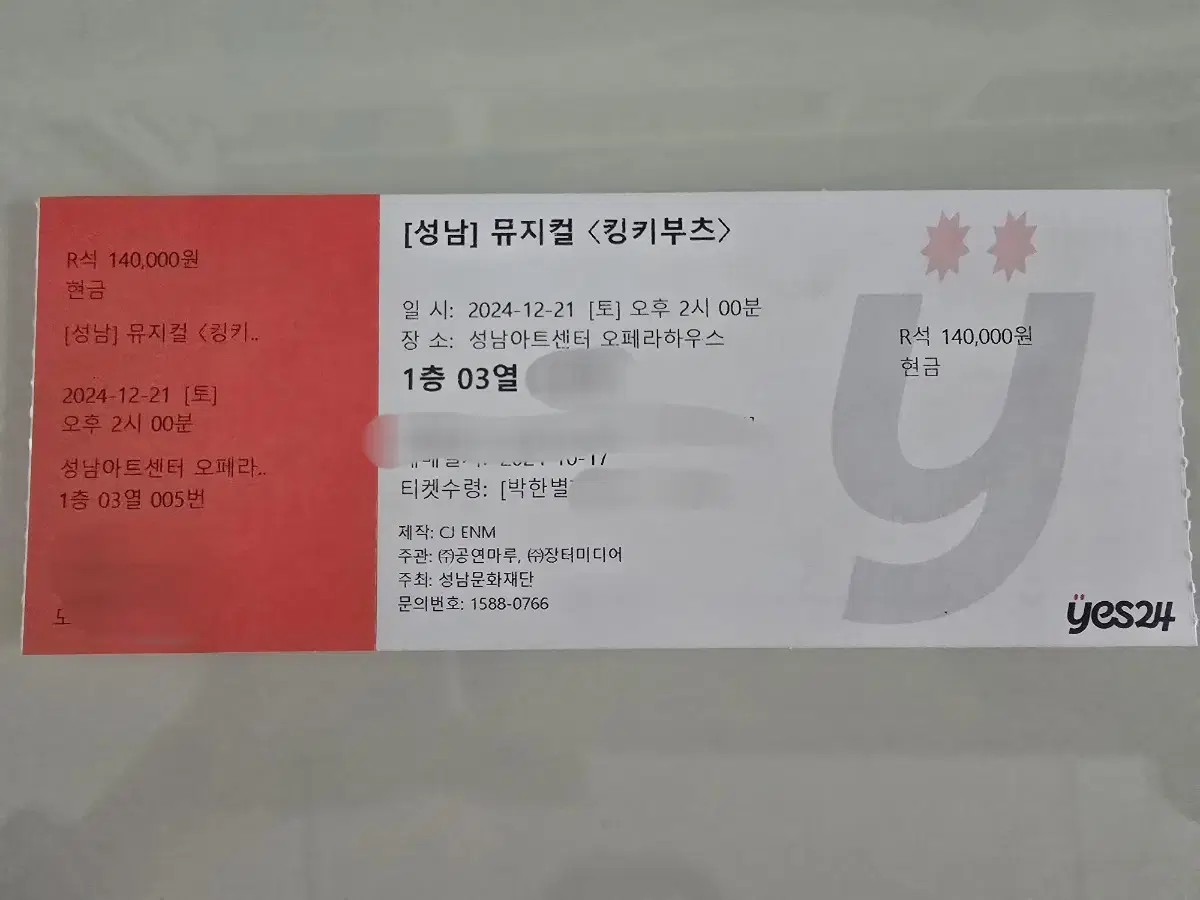 R석 140,000원
현금
[성남] 뮤지컬 <킹키..
2024-12-21 [토]
오후 2시 00분
성남아트센터 오페라..
1층 03열 005번
[성남] 뮤지컬 <킹키부츠>
일 시: 2024-12-21 [토] 오후 2시 00분
장 소: 성남아트센터 오페라하우스
1층 03열
티켓수령: [박한별
제작: CJ ENM
주관: ㈜공연마루, ㈜장터미디어
주최: 성남문화재단
문의번호: 1588-0766
R석 140,000원
현금
yes24